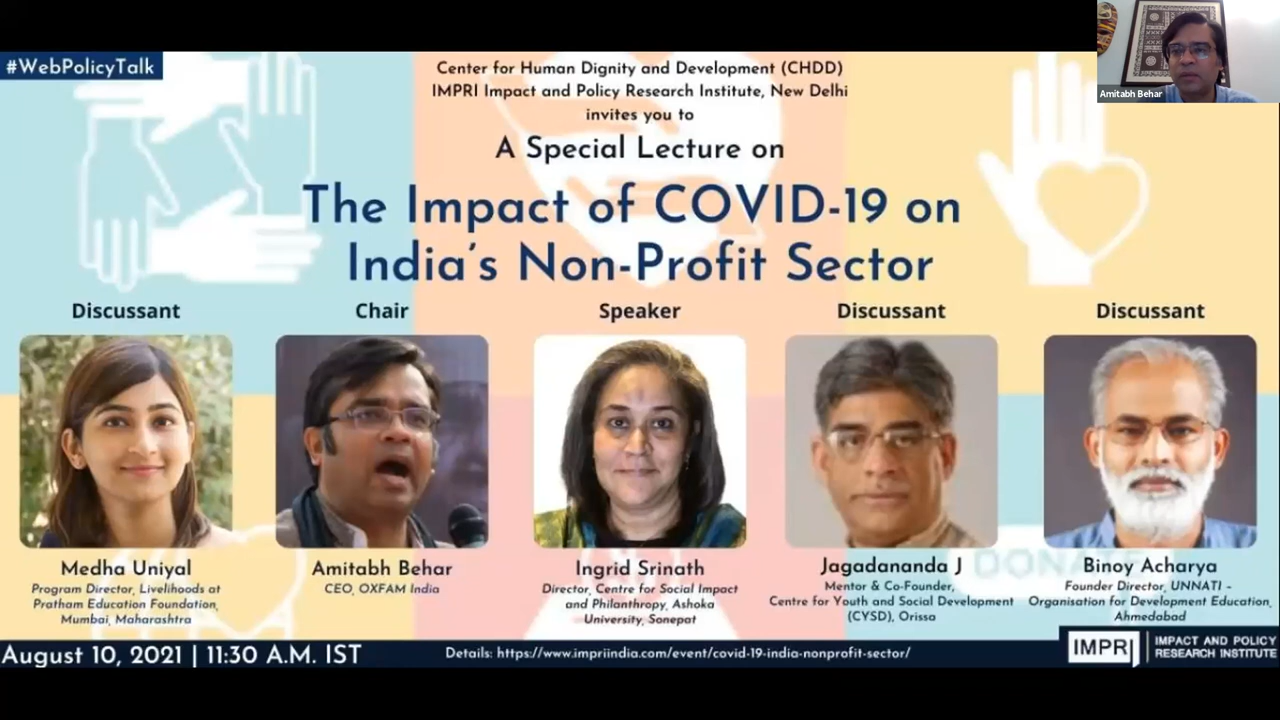 #WebPolicyTalk
Center for Human Dignity and Development (CHDD)
IMPRI Impact and Policy Research Institute, New Delhi
invites you to
A Special Lecture on
The Impact of COVID-19 on
India's Non-Profit Sector
Amitabh Behar
Discussant
Chair
Speaker
Discussant
Discussant
Medha Uniyal
Program Director, Livelihoods at
Pratham Education Foundation,
Mumbai, Maharashtra
Amitabh Behar
CEO, OXFAM India
Ingrid Srinath
Director, Centre for Social Impact
and Philanthropy, Ashoka
University, Sonepat
Jagadananda J
Mentor & Co-Founder,
Centre for Youth and Social Development
(CYSD), Orissa
DONATE
Binoy Acharya
Founder Director, UNNATI –
Organisation for Development Education,
Ahmedabad
August 10, 2021 | 11:30 A.M. IST
Details: https://www.impriindia.com/event/covid-19-india-nonprofit-sector/
IMPRI
IMPACT AND POLICY
RESEARCH INSTITUTE